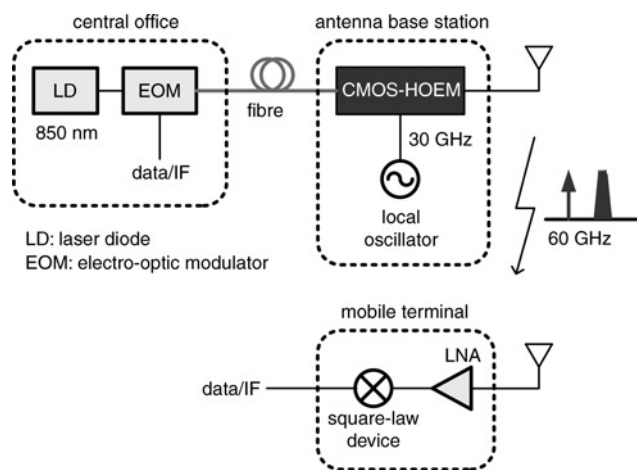 central office
antenna base station
LD
EOM
CMOS-HOEM
850 nm
fibre
data/IF
30 GHz
local
oscillator
LD: laser diode
EOM: electro-optic modulator
60 GHz
mobile terminal
LNA
data/IF
square-law
device